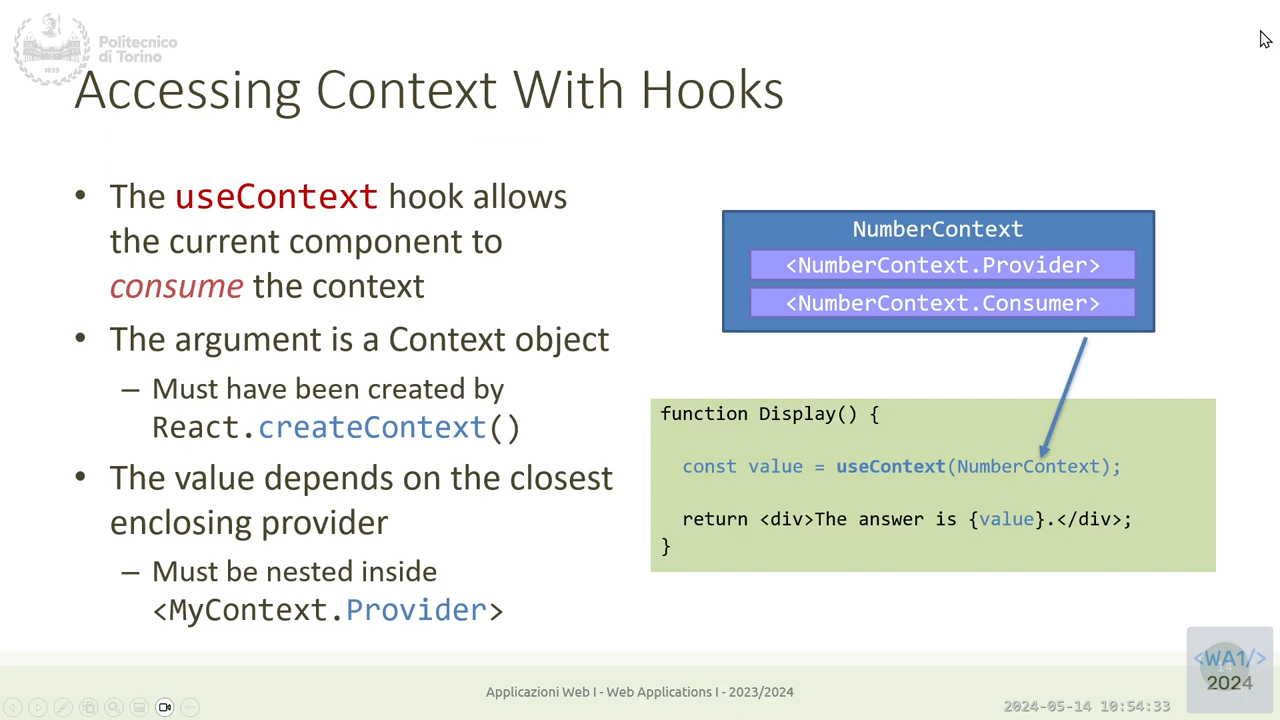 Politecnico
di Torino
1859
Accessing Context With Hooks
• The useContext hook allows
the current component to
consume the context
• The argument is a Context object
– Must have been created by
React.createContext()
• The value depends on the closest
enclosing provider
– Must be nested inside
<MyContext.Provider>
NumberContext
<NumberContext.Provider>
<NumberContext.Consumer>
function Display() {
const value = useContext(NumberContext);
return <div>The answer is {value}.</div>;
}
Applicazioni Web I - Web Applications I - 2023/2024
<WA1/>
2024
2024-05-14 10:54:33